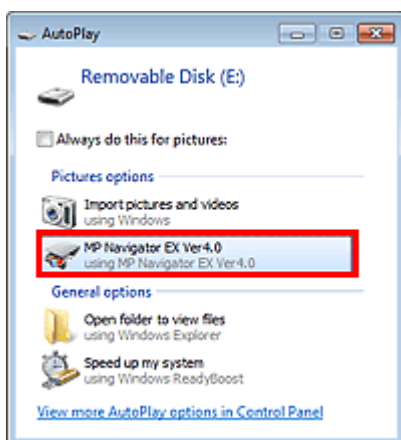 AutoPlay
Removable Disk (E:)
Always do this for pictures:
Pictures options
Import pictures and videos
using Windows
MP Navigator EX Ver4.0
using MP Navigator EX Ver4.0
General options
Open folder to view files
using Windows Explorer
Speed up my system
using Windows ReadyBoost
View more AutoPlay options in Control Panel